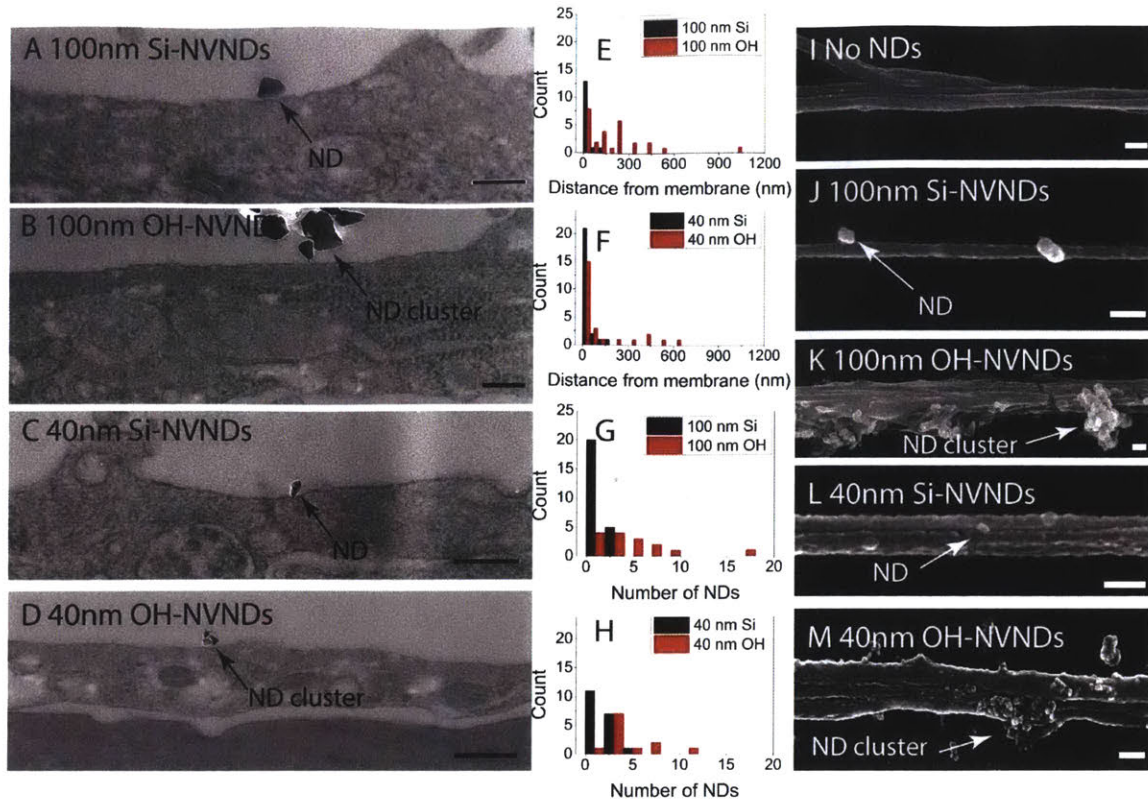 A 100nm Si-NVNDs
ND
B 100nm OH-NVND
ND cluster
C 40nm Si-NVNDs
ND
D 40nm OH-NVNDs
ND cluster
E
100 nm Si
100 nm OH
25
20
15
10
5
0
Count
0 300 600 900 1200
Distance from membrane (nm)
F
40 nm Si
40 nm OH
25
20
15
10
5
0
Count
0 300 600 900 1200
Distance from membrane (nm)
G
100 nm Si
100 nm OH
25
20
15
10
5
0
Count
0 5 10 15 20
Number of NDs
H
40 nm Si
40 nm OH
20
15
10
5
0
Count
0 5 10 15 20
Number of NDs
I No NDs
J 100nm Si-NVNDs
ND
K 100nm OH-NVNDs
ND cluster
L 40nm Si-NVNDs
ND
M 40nm OH-NVNDs
ND cluster